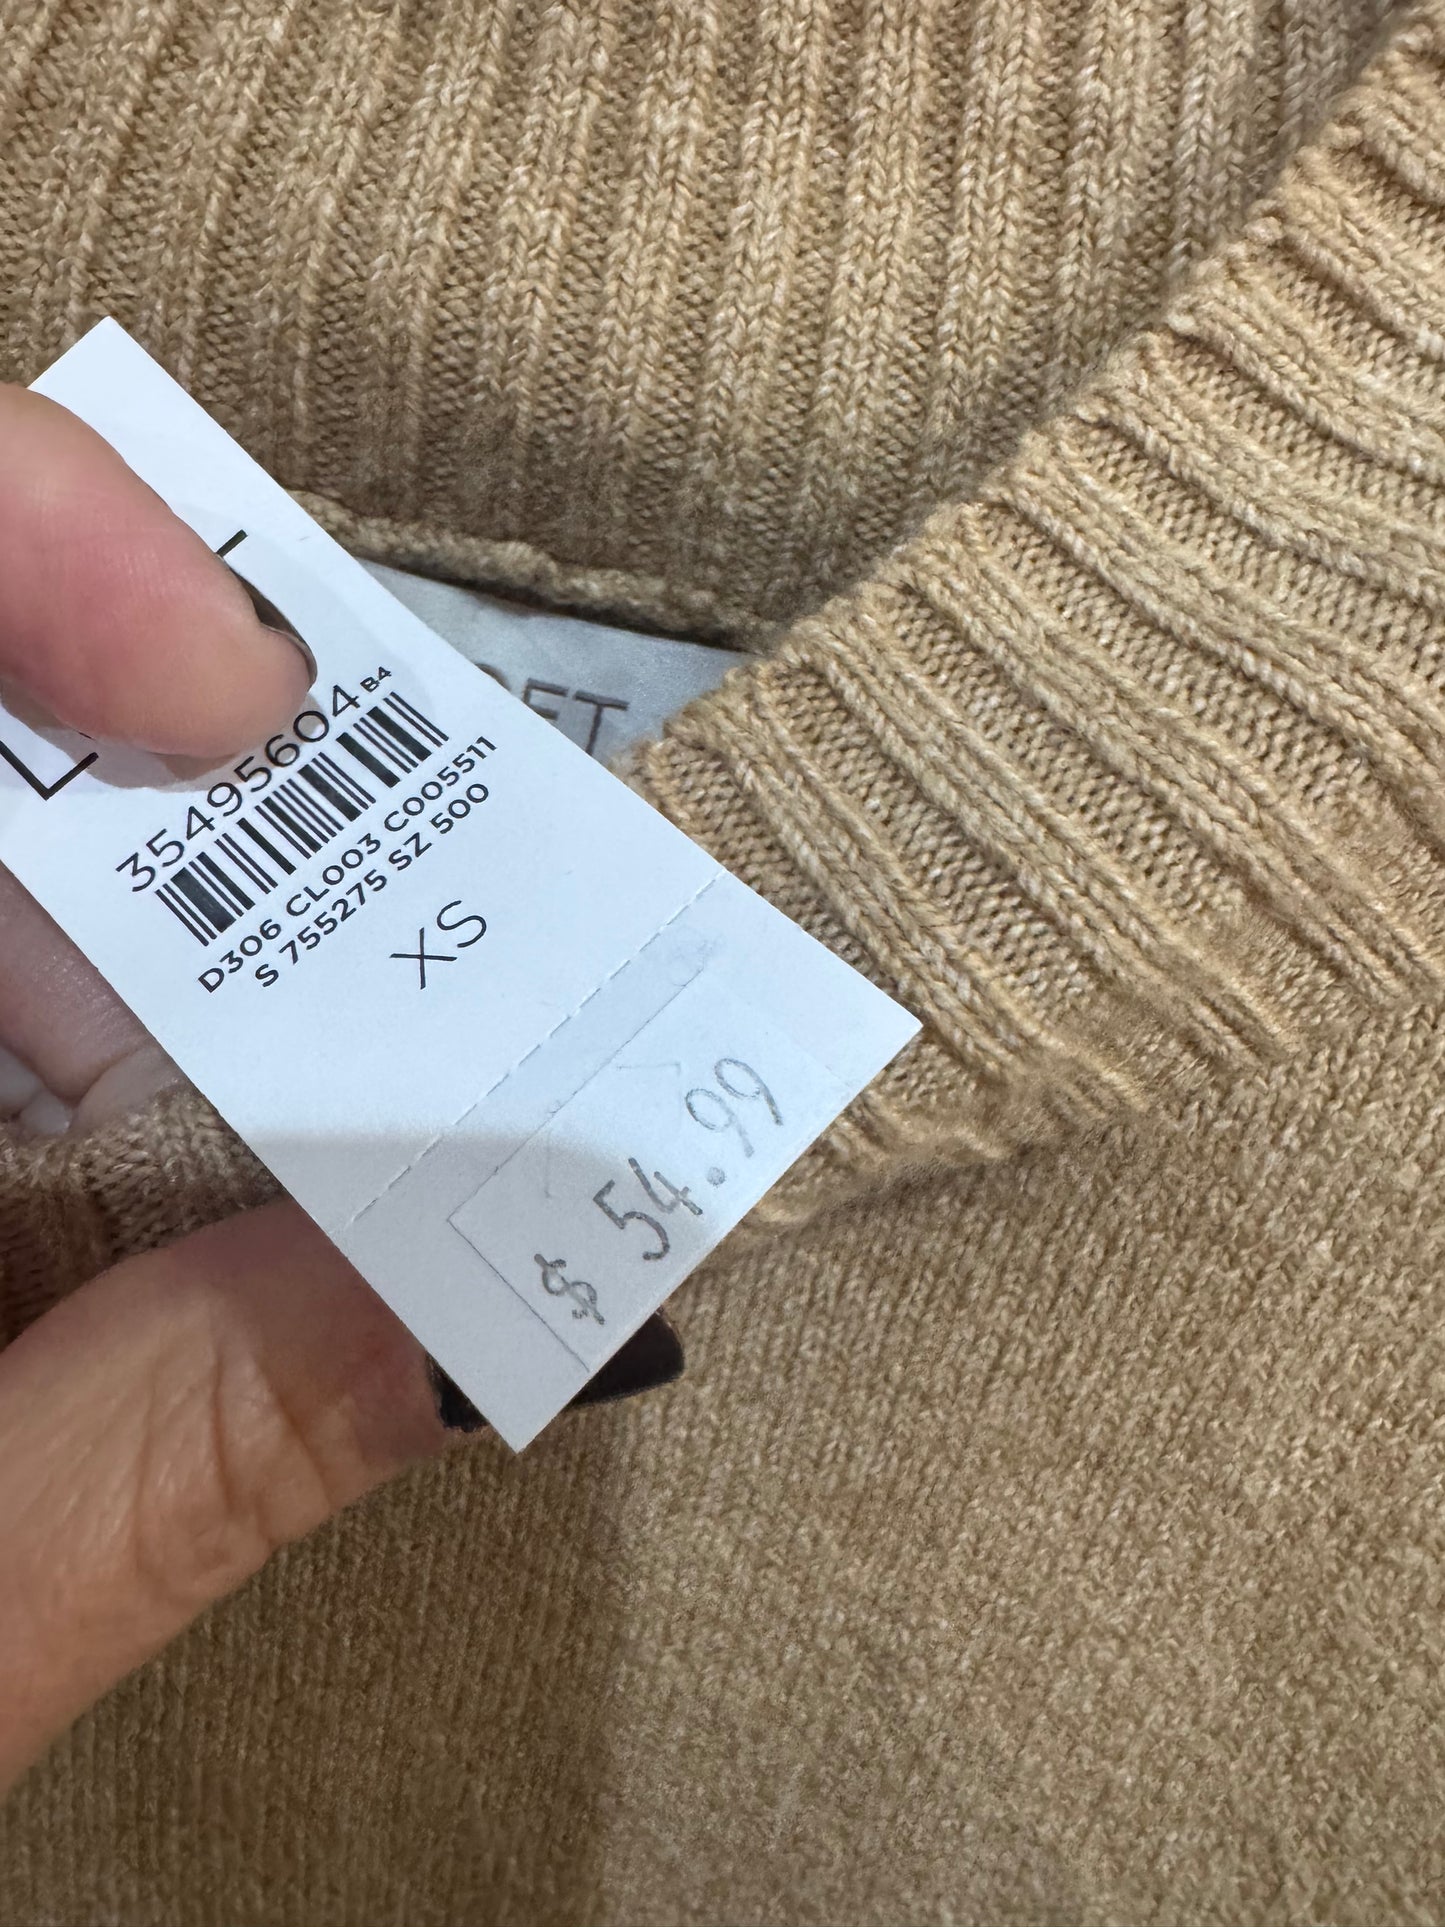 35495604 B4
D306 CL003 C005511
S 755275 SZ 500
XS
$ 54.99